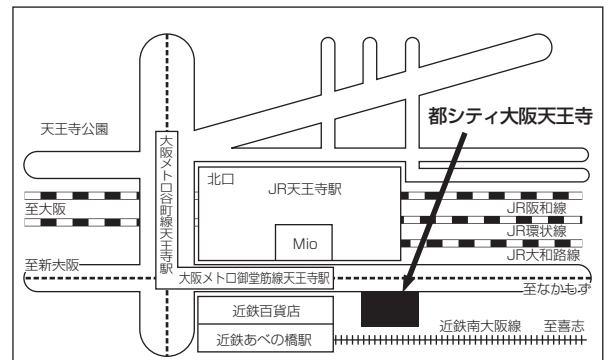 天王寺公園
都シティ大阪天王寺
大阪メトロ谷町線天王寺駅
北口
JR天王寺駅
Mio
至大阪
JR阪和線
JR環状線
JR大和路線
至新大阪
大阪メトロ御堂筋線天王寺駅
至なかもず
近鉄百貨店
近鉄あべの橋駅
近鉄南大阪線
至喜志